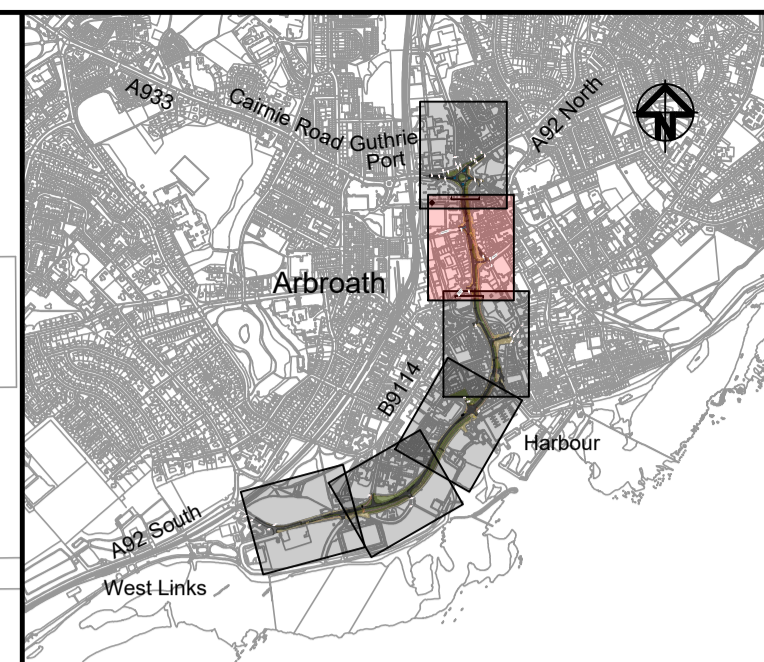 A933
Cairnie Road
Guthrie
Port
A92 North
N
Arbroath
B9114
Harbour
A92 South
West Links